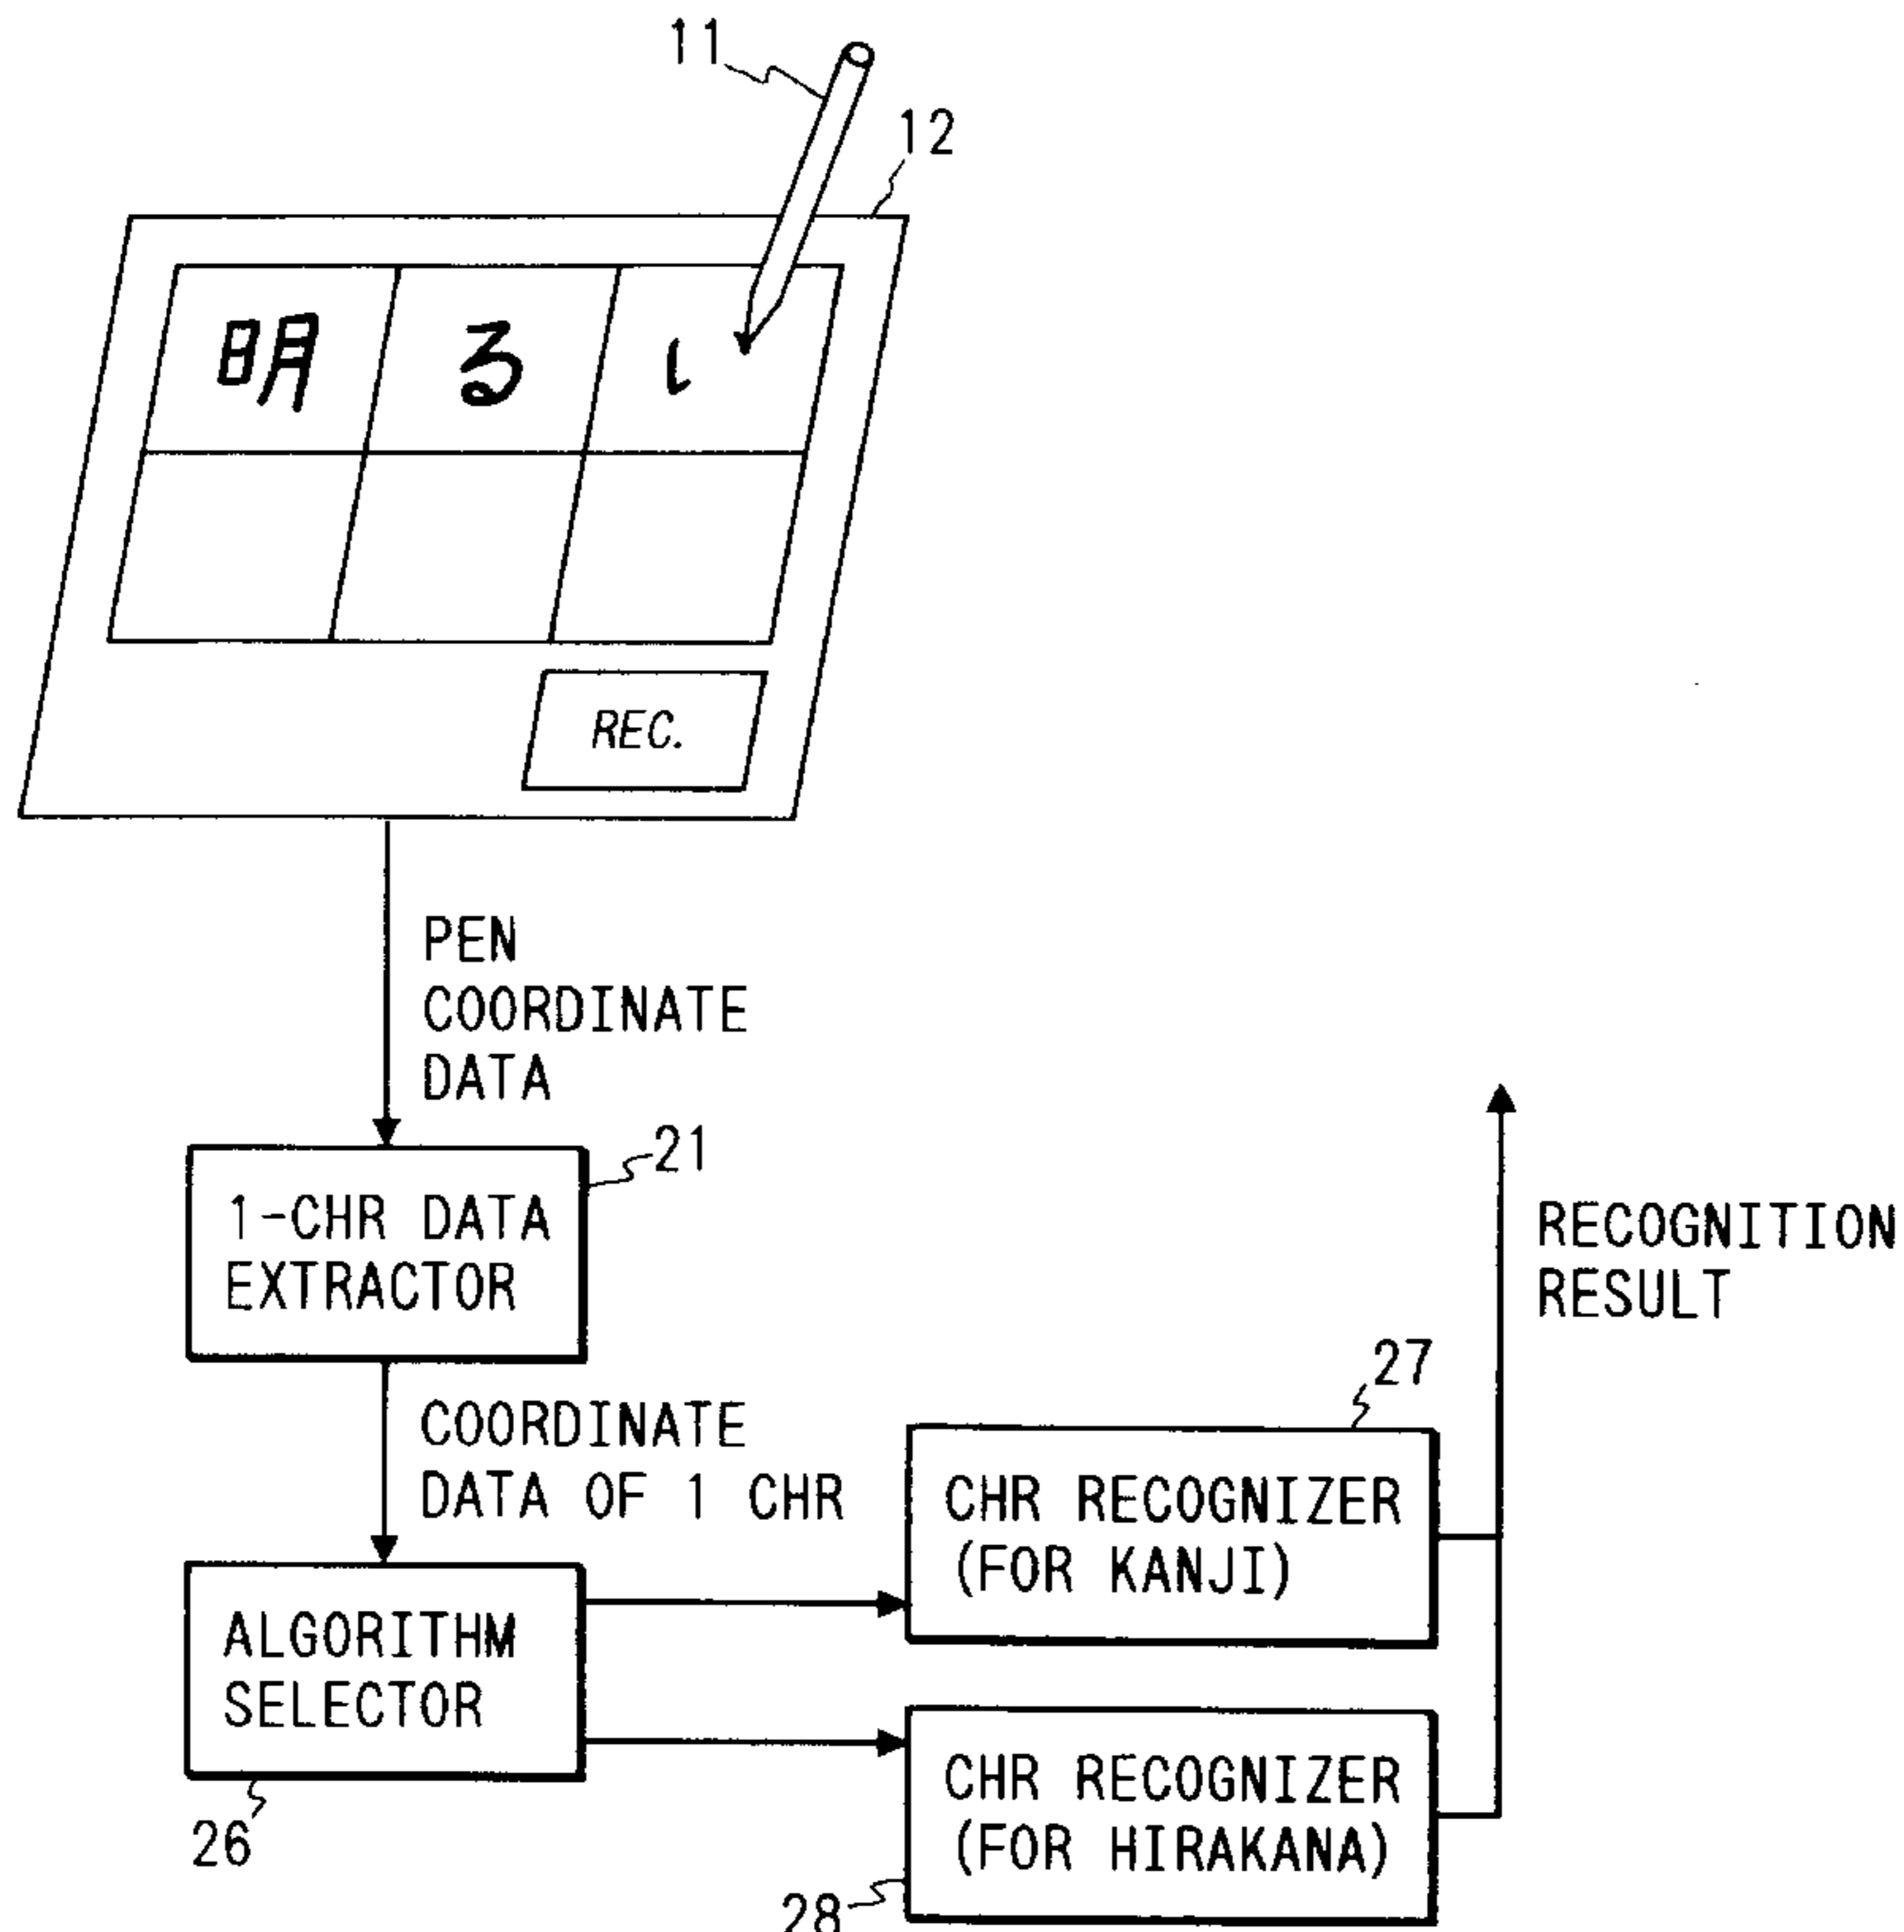 11
12
明 る い
REC.
PEN
COORDINATE
DATA
21
1-CHR DATA
EXTRACTOR
RECOGNITION
RESULT
27
COORDINATE
DATA OF 1 CHR
CHR RECOGNIZER
(FOR KANJI)
ALGORITHM
SELECTOR
26
CHR RECOGNIZER
(FOR HIRAKANA)
28